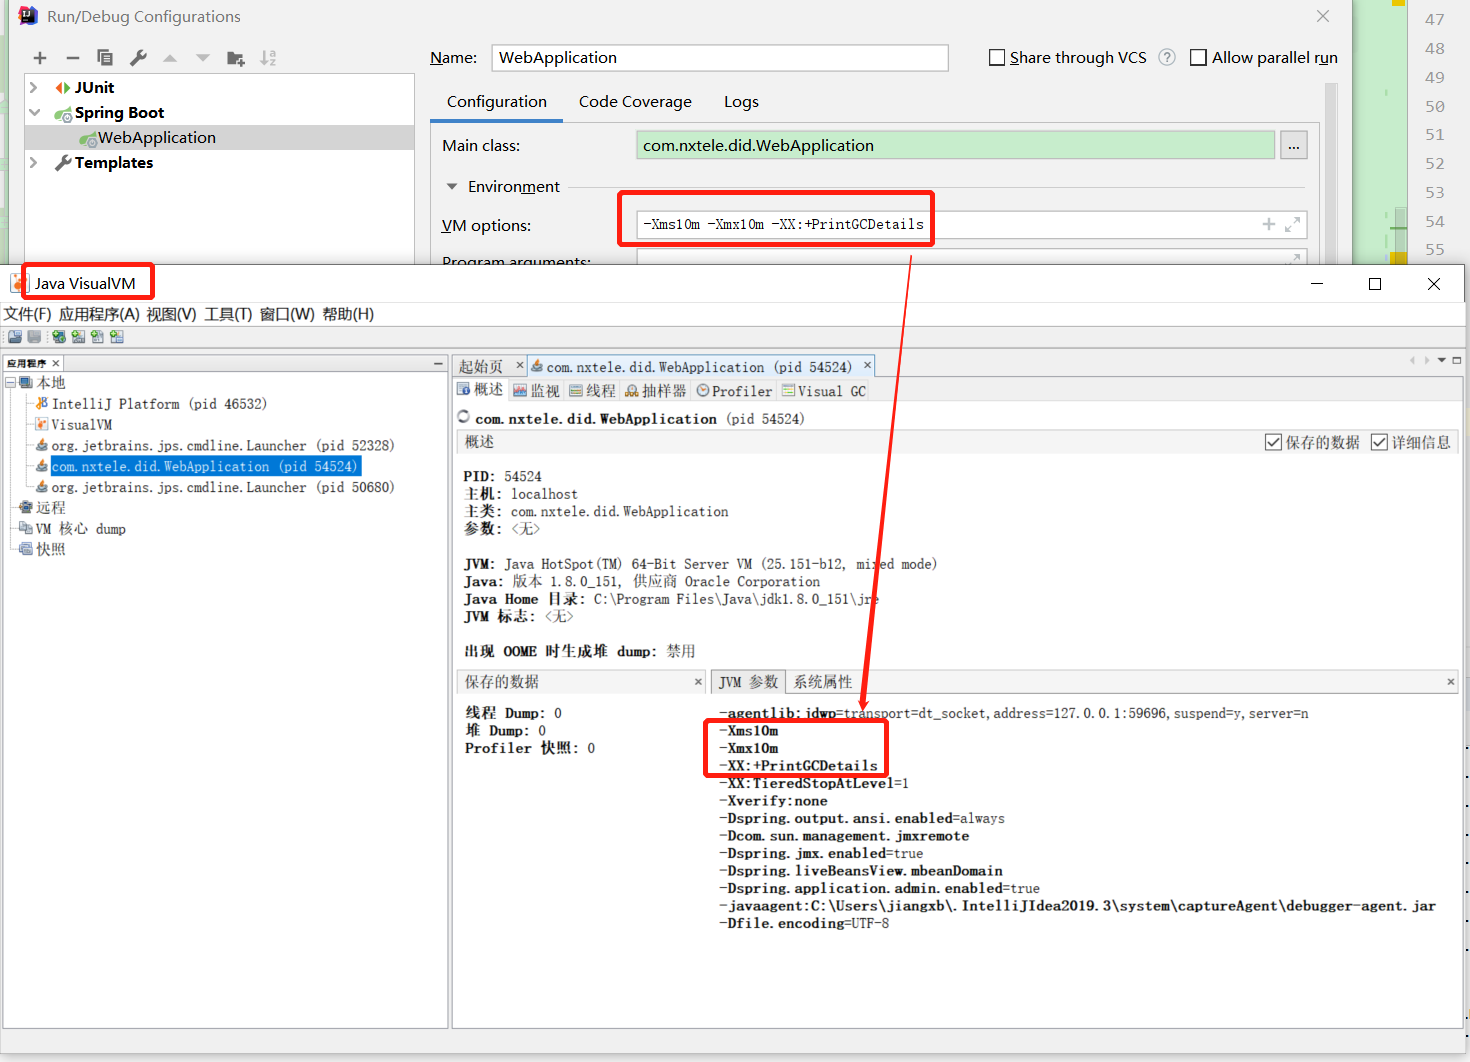 Run/Debug Configurations
Name: WebApplication
Share through VCS ? Allow parallel run
JUnit
Spring Boot
WebApplication
Templates
Configuration Code Coverage Logs
Main class: com.nxtele.did.WebApplication ...
Environment
VM options: -Xms10m -Xmx10m -XX:+PrintGCDetails
Program arguments:
47
48
49
50
51
52
53
54
55
Java VisualVM
文件(F) 应用程序(A) 视图(V) 工具(T) 窗口(W) 帮助(H)
应用程序
本地
IntelliJ Platform (pid 46532)
VisualVM
org.jetbrains.jps.cmdline.Launcher (pid 52328)
com.nxtele.did.WebApplication (pid 54524)
org.jetbrains.jps.cmdline.Launcher (pid 50680)
远程
VM 核心 dump
快照
起始页 com.nxtele.did.WebApplication (pid 54524)
概述 监视 线程 抽样器 Profiler Visual GC
com.nxtele.did.WebApplication (pid 54524)
概述 保存的数据 详细信息
PID: 54524
主机: localhost
主类: com.nxtele.did.WebApplication
参数: <无>
JVM: Java HotSpot(TM) 64-Bit Server VM (25.151-b12, mixed mode)
Java: 版本 1.8.0_151, 供应商 Oracle Corporation
Java Home 目录: C:\Program Files\Java\jdk1.8.0_151\jre
JVM 标志: <无>
出现 OOME 时生成堆 dump: 禁用
保存的数据
线程 Dump: 0
堆 Dump: 0
Profiler 快照: 0
JVM 参数 系统属性
-agentlib:jdwp=transport=dt_socket,address=127.0.0.1:59696,suspend=y,server=n
-Xms10m
-Xmx10m
-XX:+PrintGCDetails
-XX:TieredStopAtLevel=1
-Xverify:none
-Dspring.output.ansi.enabled=always
-Dcom.sun.management.jmxremote
-Dspring.jmx.enabled=true
-Dspring.liveBeansView.mbeanDomain
-Dspring.application.admin.enabled=true
-javaagent:C:\Users\jiangxb\.IntelliJIdea2019.3\system\captureAgent\debugger-agent.jar
-Dfile.encoding=UTF-8